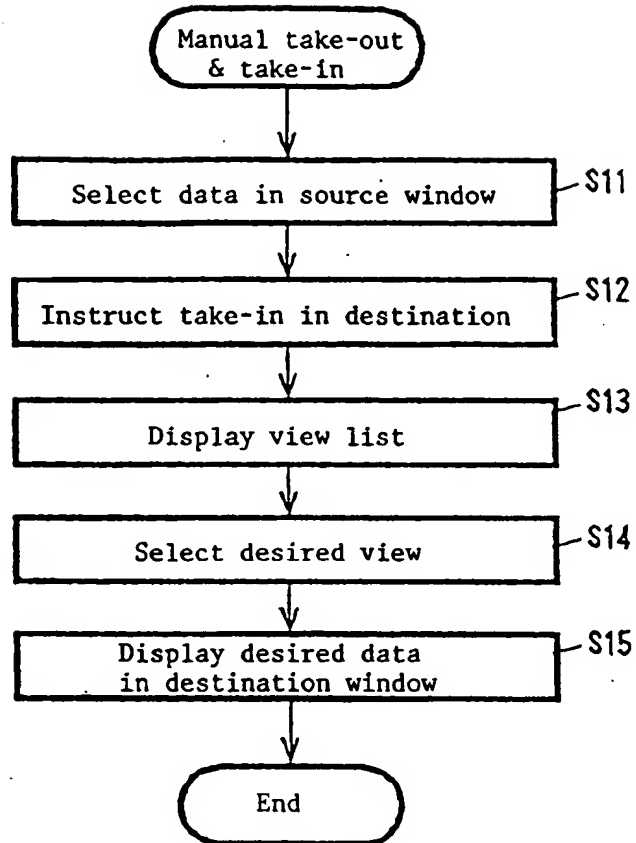 Manual take-out
& take-in
Select data in source window
S11
Instruct take-in in destination
S12
Display view list
S13
Select desired view
S14
Display desired data
in destination window
S15
End